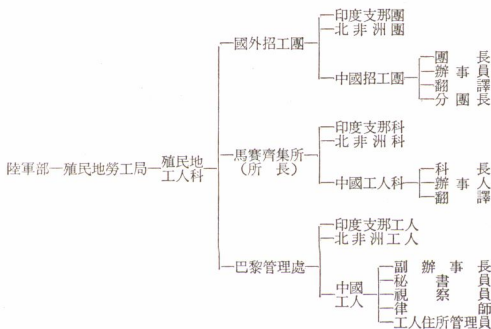 印度支那團
北非洲團
國外招工團
中國招工團
團長
辦事員
翻譯
分團長
陸軍部
殖民地勞工局
殖民地
工人科
印度支那科
北非洲科
馬賽齊集所
(所長)
中國工人科
科長
辦事人
翻譯
印度支那工人
北非洲工人
巴黎管理處
中國
工人
副辦事長
秘書員
視察員
律師
工人住所管理員